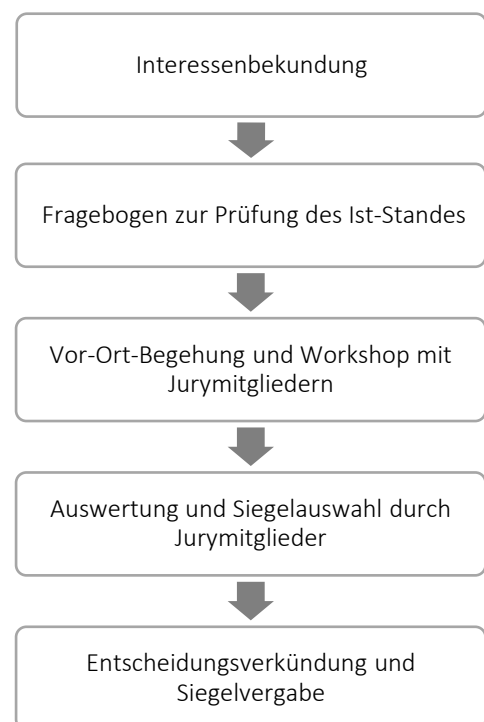 Interessenbekundung
Fragebogen zur Prüfung des Ist-Standes
Vor-Ort-Begehung und Workshop mit
Jurymitgliedern
Auswertung und Siegelauswahl durch
Jurymitglieder
Entscheidungsverkündung und
Siegelvergabe